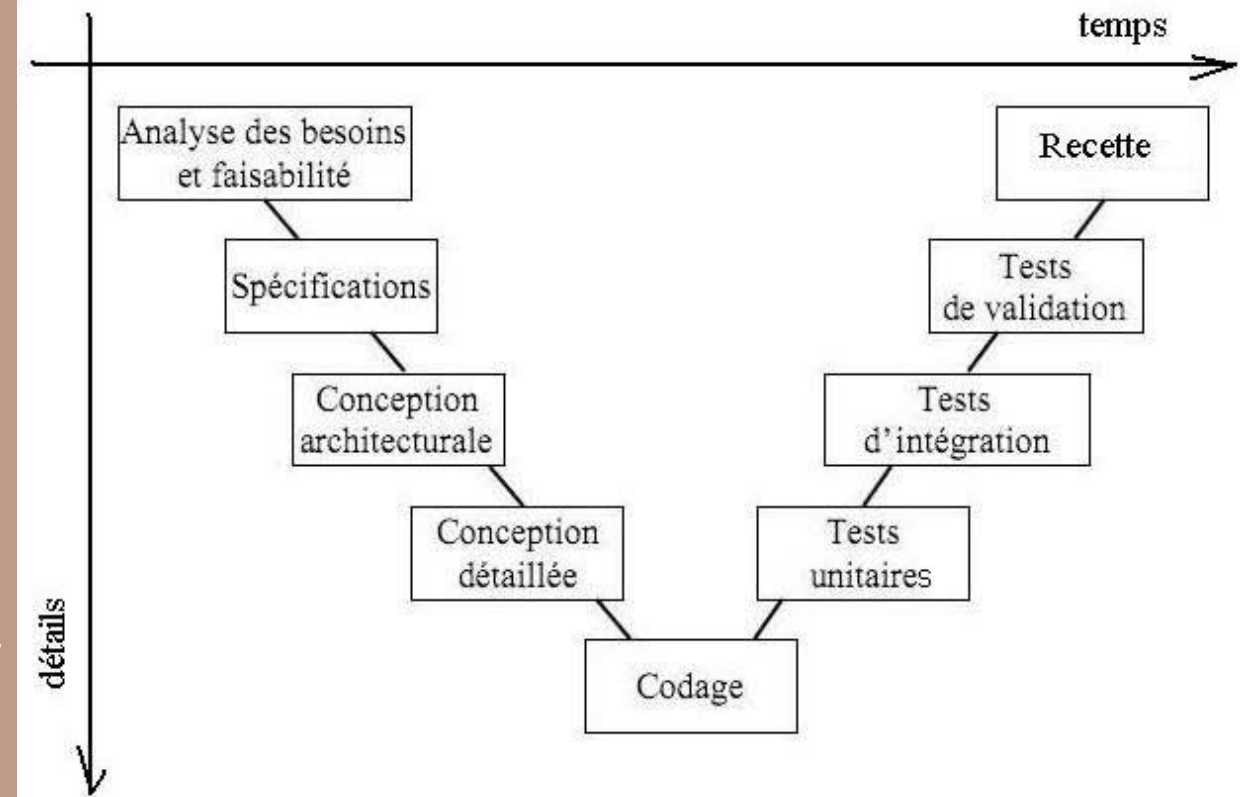 temps
Analyse des besoins
et faisabilité
Recette
Spécifications
Tests
de validation
Conception
architecturale
Tests
d'intégration
Conception
détaillée
Tests
unitaires
Codage
détails